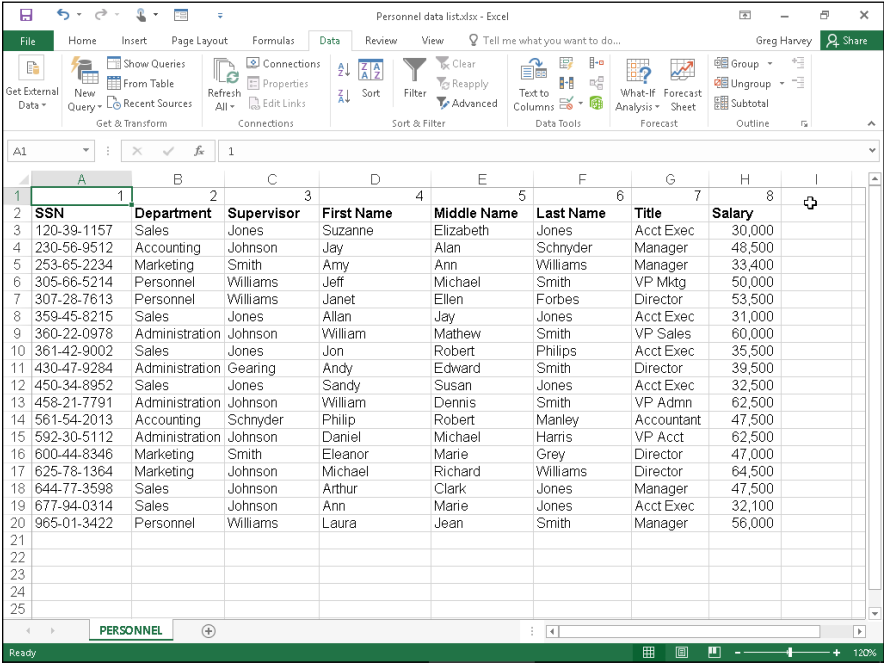 Personnel data list.xlsx - Excel
File Home Insert Page Layout Formulas Data Review View Tell me what you want to do... Greg Harvey Share
Get External Data
New Query
Show Queries
From Table
Recent Sources
Get & Transform
Refresh All
Connections
Properties
Edit Links
Connections
Sort
Filter
Clear
Reapply
Advanced
Sort & Filter
Text to Columns
Data Tools
What-If Analysis
Forecast Sheet
Forecast
Group
Ungroup
Subtotal
Outline
A1 fx 1
A B C D E F G H I
1 1 2 3 4 5 6 7 8
2 SSN Department Supervisor First Name Middle Name Last Name Title Salary
3 120-39-1157 Sales Jones Suzanne Elizabeth Jones Acct Exec 30,000
4 230-56-9512 Accounting Johnson Jay Alan Schnyder Manager 48,500
5 253-65-2234 Marketing Smith Amy Ann Williams Manager 33,400
6 305-66-5214 Personnel Williams Jeff Michael Smith VP Mktg 50,000
7 307-28-7613 Personnel Williams Janet Ellen Forbes Director 53,500
8 359-45-8215 Sales Jones Allan Jay Jones Acct Exec 31,000
9 360-22-0978 Administration Johnson William Mathew Smith VP Sales 60,000
10 361-42-9002 Sales Jones Jon Robert Philips Acct Exec 35,500
11 430-47-9284 Administration Gearing Andy Edward Smith Director 39,500
12 450-34-8952 Sales Jones Sandy Susan Jones Acct Exec 32,500
13 458-21-7791 Administration Johnson William Dennis Smith VP Admn 62,500
14 561-54-2013 Accounting Schnyder Philip Robert Manley Accountant 47,500
15 592-30-5112 Administration Johnson Daniel Michael Harris VP Acct 62,500
16 600-44-8346 Marketing Smith Eleanor Marie Grey Director 47,000
17 625-78-1364 Marketing Johnson Michael Richard Williams Director 64,500
18 644-77-3598 Sales Johnson Arthur Clark Jones Manager 47,500
19 677-94-0314 Sales Johnson Ann Marie Jones Acct Exec 32,100
20 965-01-3422 Personnel Williams Laura Jean Smith Manager 56,000
21
22
23
24
25
PERSONNEL
Ready 120%